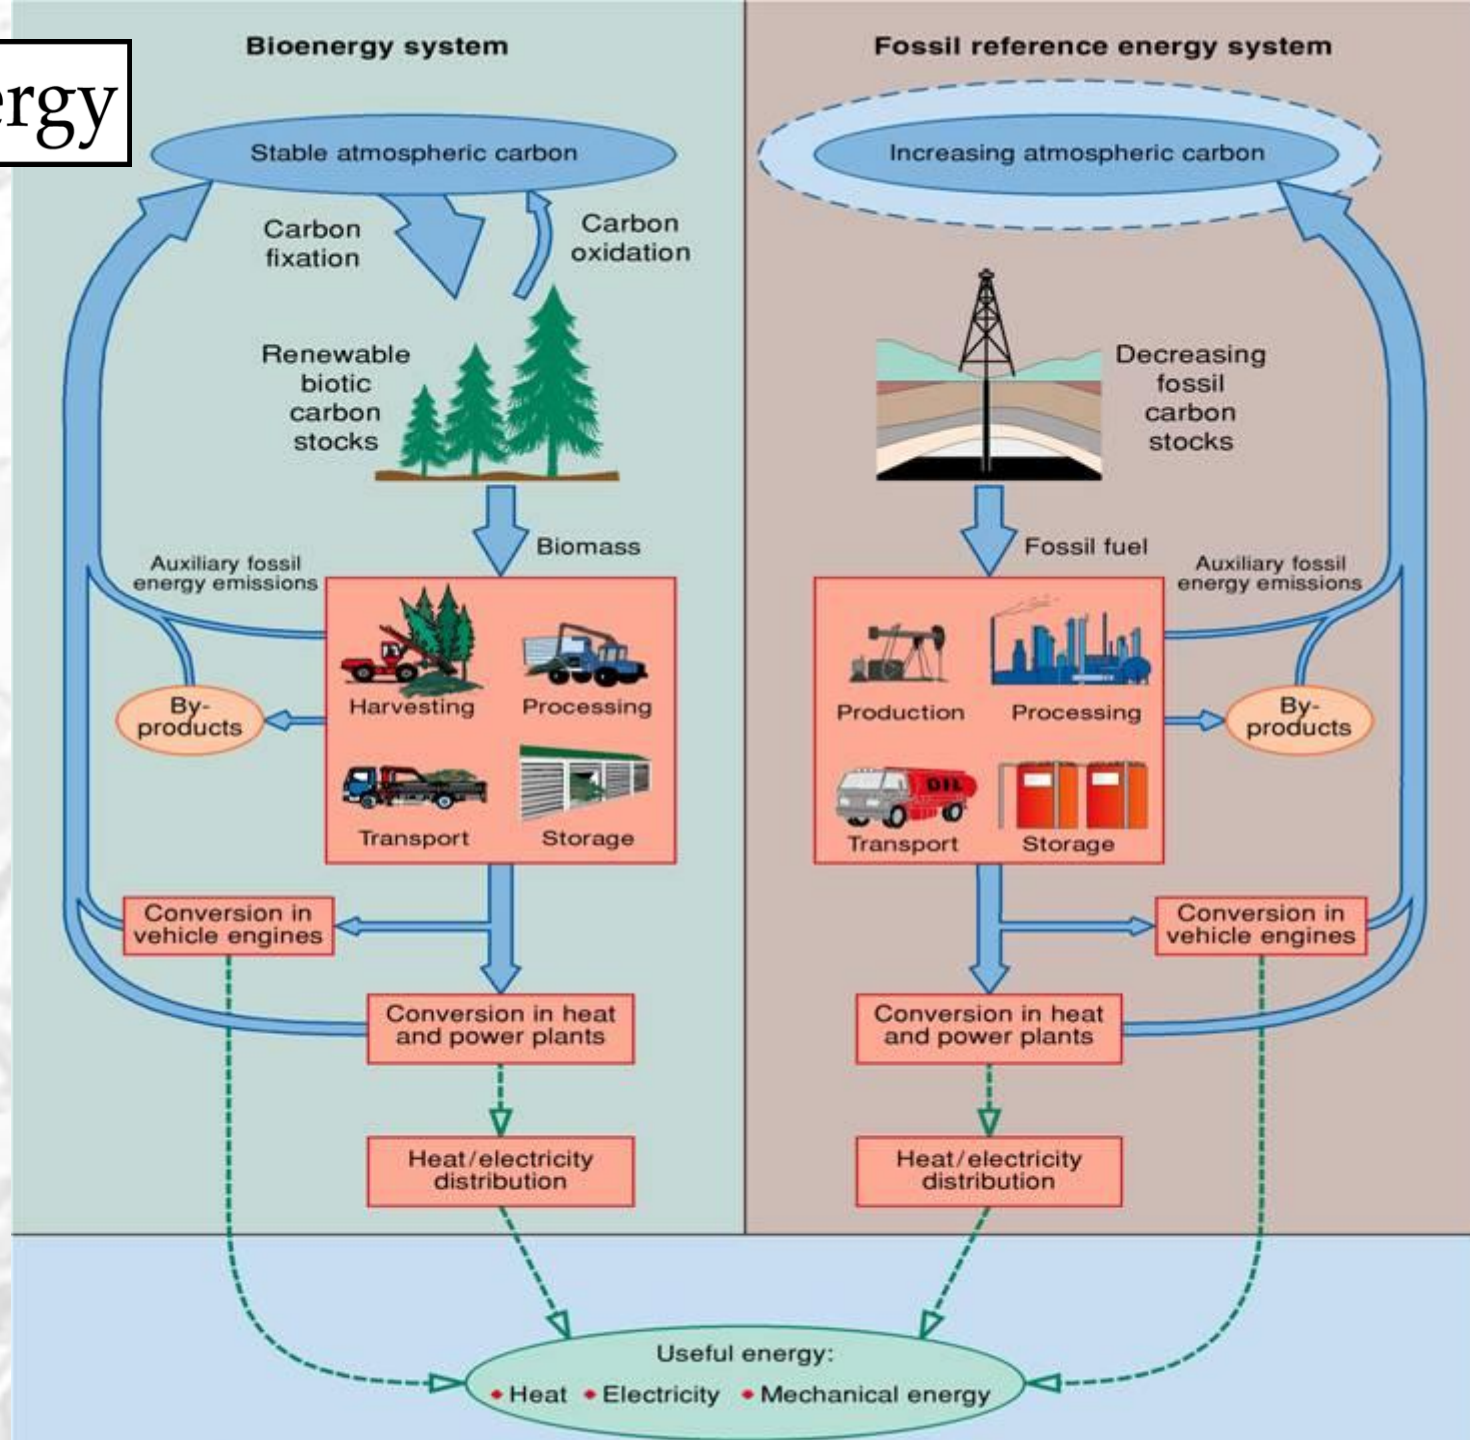 ergy
Bioenergy system
Stable atmospheric carbon
Carbon
fixation
Carbon
oxidation
Renewable
biotic
carbon
stocks
Biomass
Auxiliary fossil
energy emissions
By-
products
Harvesting
Processing
Transport
Storage
Conversion in
vehicle engines
Conversion in heat
and power plants
Heat/electricity
distribution
Fossil reference energy system
Increasing atmospheric carbon
Decreasing
fossil
carbon
stocks
Fossil fuel
Auxiliary fossil
energy emissions
Production
Processing
By-
products
OIL
Transport
Storage
Conversion in
vehicle engines
Conversion in heat
and power plants
Heat/electricity
distribution
Useful energy:
• Heat • Electricity • Mechanical energy